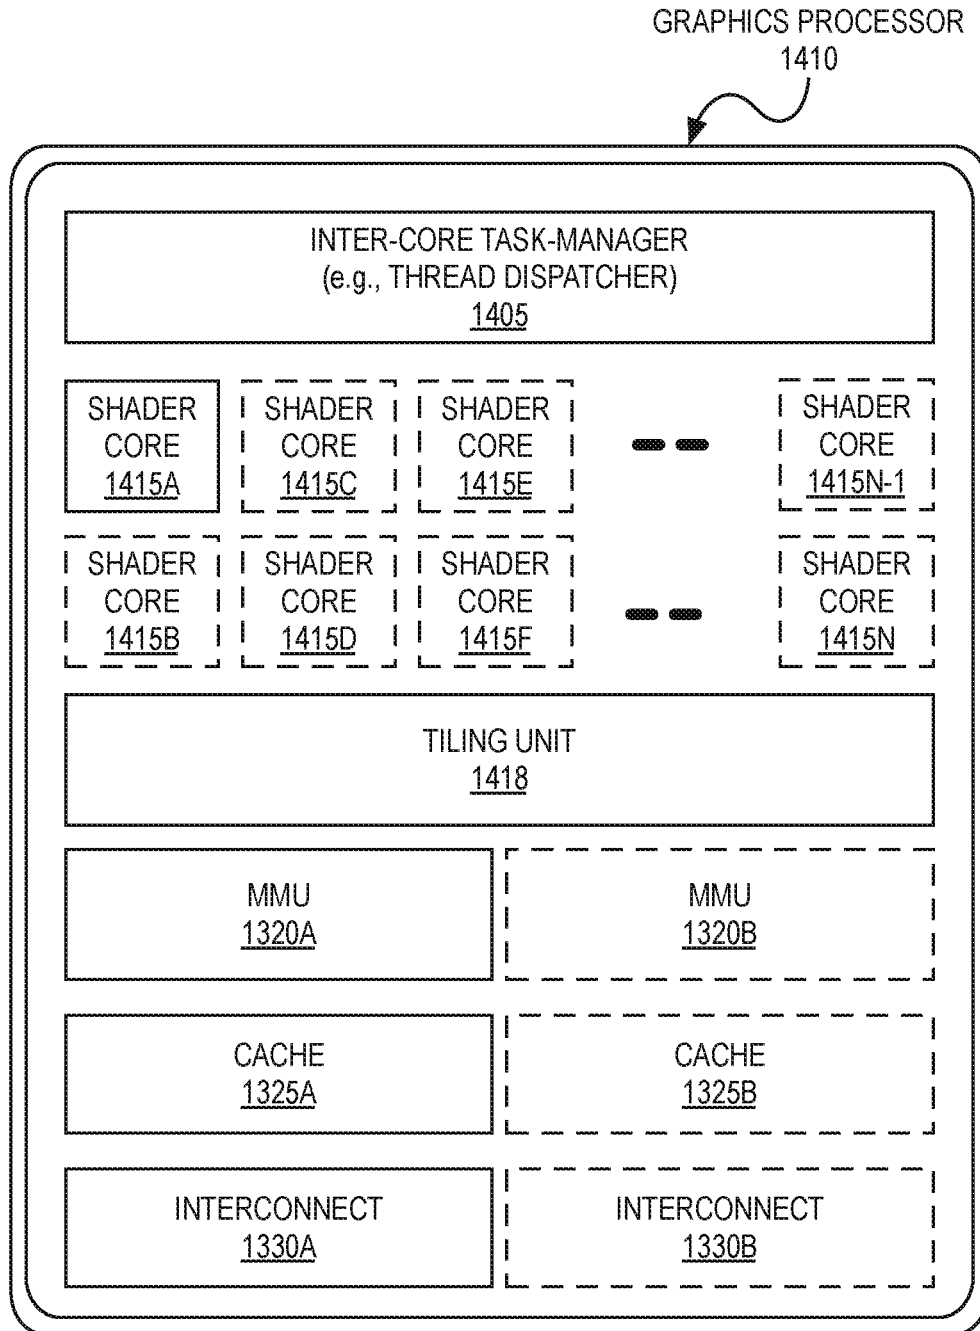 GRAPHICS PROCESSOR
1410
INTER-CORE TASK-MANAGER
(e.g., THREAD DISPATCHER)
1405
SHADER
CORE
1415A
SHADER
CORE
1415C
SHADER
CORE
1415E
SHADER
CORE
1415N-1
SHADER
CORE
1415B
SHADER
CORE
1415D
SHADER
CORE
1415F
SHADER
CORE
1415N
TILING UNIT
1418
MMU
1320A
MMU
1320B
CACHE
1325A
CACHE
1325B
INTERCONNECT
1330A
INTERCONNECT
1330B